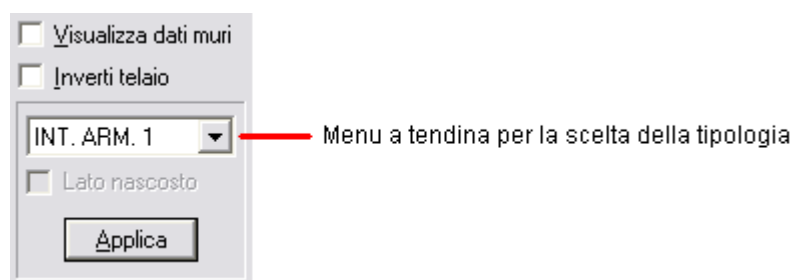 Visualizza dati muri
Inverti telaio
INT. ARM. 1
Menu a tendina per la scelta della tipologia
Lato nascosto
Applica